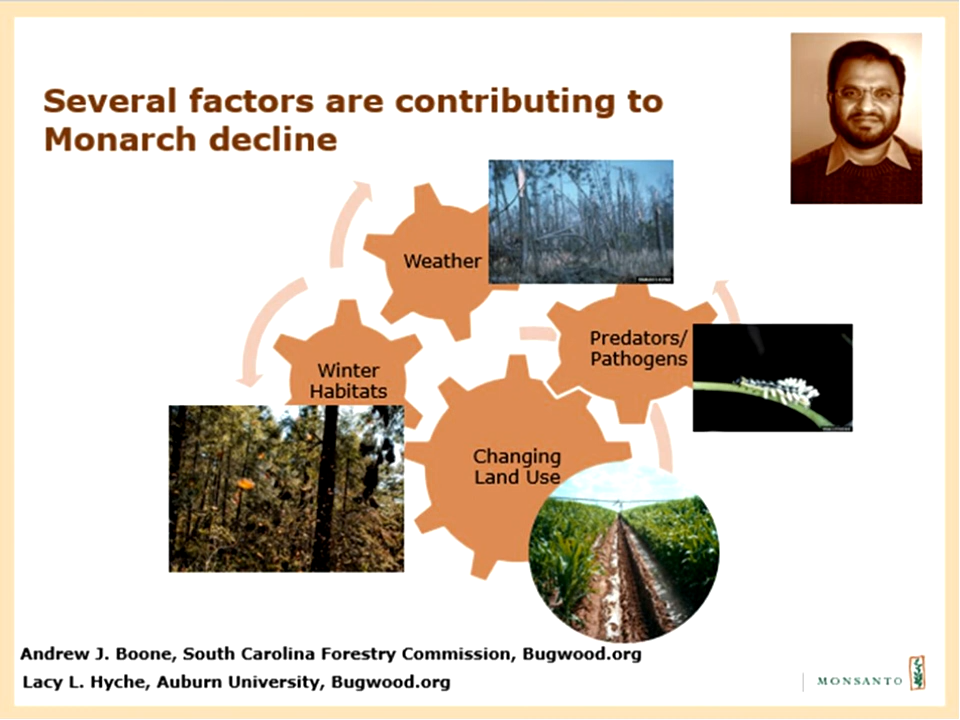 Several factors are contributing to
Monarch decline
Weather
Predators/
Pathogens
Winter
Habitats
Changing
Land Use
Andrew J. Boone, South Carolina Forestry Commission, Bugwood.org
Lacy L. Hyche, Auburn University, Bugwood.org
MONSANTO